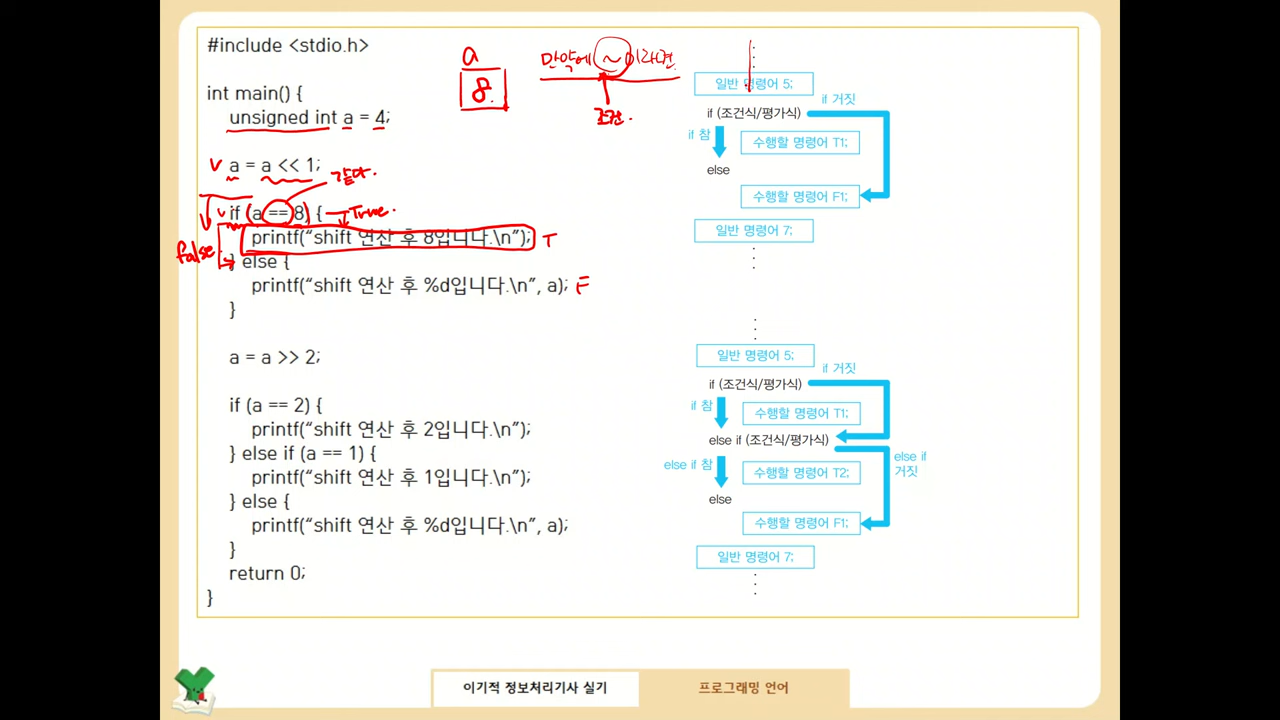 #include <stdio.h>
int main() {
unsigned int a = 4;
a = a << 1;
if (a == 8) {
printf(“shift 연산 후 8입니다.\n”);
} else {
printf(“shift 연산 후 %d입니다.\n”, a);
}
a = a >> 2;
if (a == 2) {
printf(“shift 연산 후 2입니다.\n”);
} else if (a == 1) {
printf(“shift 연산 후 1입니다.\n”);
} else {
printf(“shift 연산 후 %d입니다.\n”, a);
}
return 0;
}
a
8.
만약에 ~이라면
조건.
v
같다.
v
True.
False
T
F
일반 명령어 5;
if 거짓
if (조건식/평가식)
if 참
수행할 명령어 T1;
else
수행할 명령어 F1;
일반 명령어 7;
일반 명령어 5;
if 거짓
if (조건식/평가식)
if 참
수행할 명령어 T1;
else if (조건식/평가식)
else if 참
수행할 명령어 T2;
else if
거짓
else
수행할 명령어 F1;
일반 명령어 7;
이기적 정보처리기사 실기
프로그래밍 언어